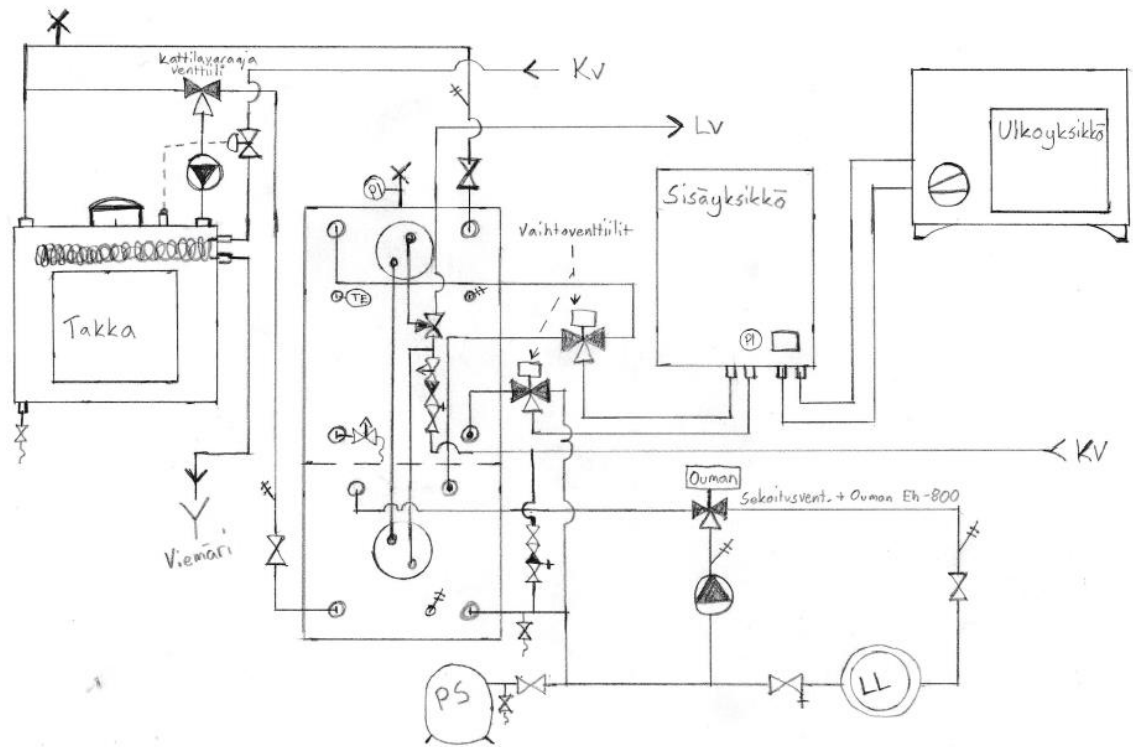 Kattilavaraaja
venttiili
KV
LV
Ulkoyksikkö
Sisäyksikkö
Vaihtoventtiilit
PI
TE
Takka
PI
KV
Ouman
Sekoitusvent. + Ouman Eh-800
Viemäri
PS
LL